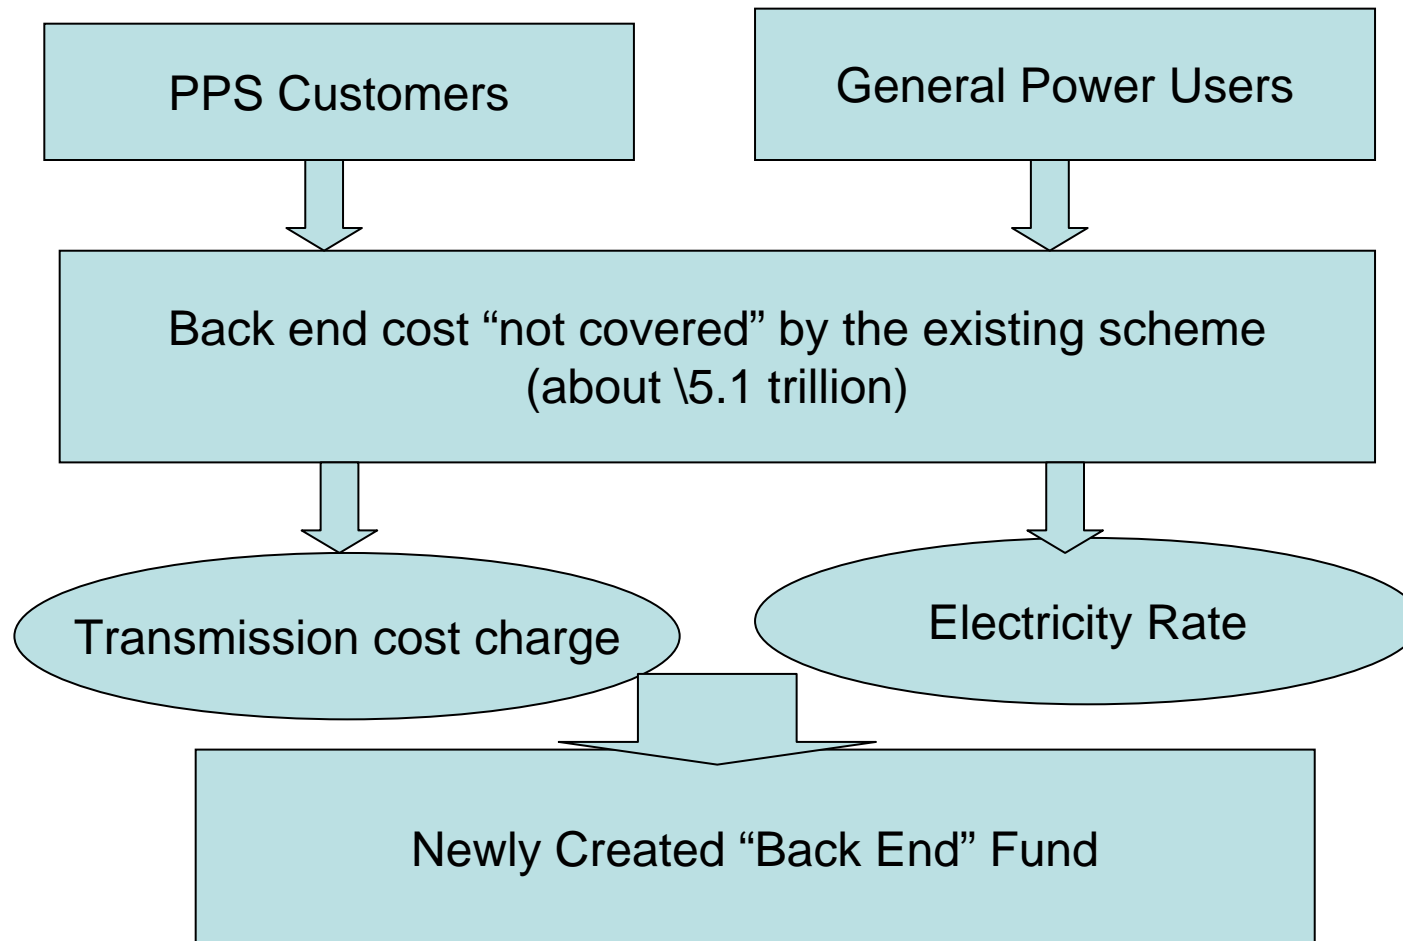 PPS Customers
General Power Users
Back end cost “not covered” by the existing scheme
(about \5.1 trillion)
Transmission cost charge
Electricity Rate
Newly Created “Back End” Fund